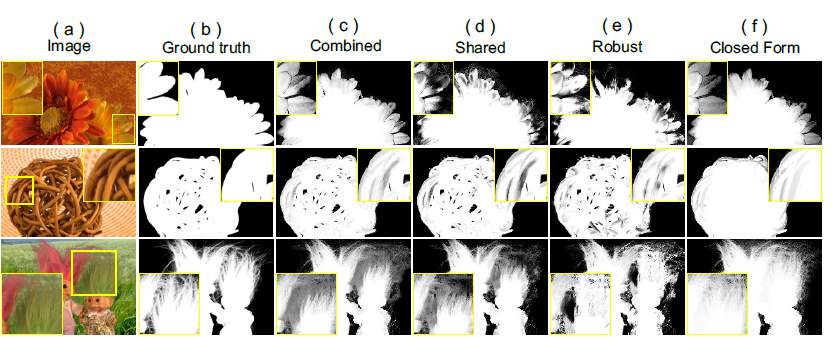 ( a ) ( b ) ( c ) ( d ) ( e ) ( f )
Image Ground truth Combined Shared Robust Closed Form